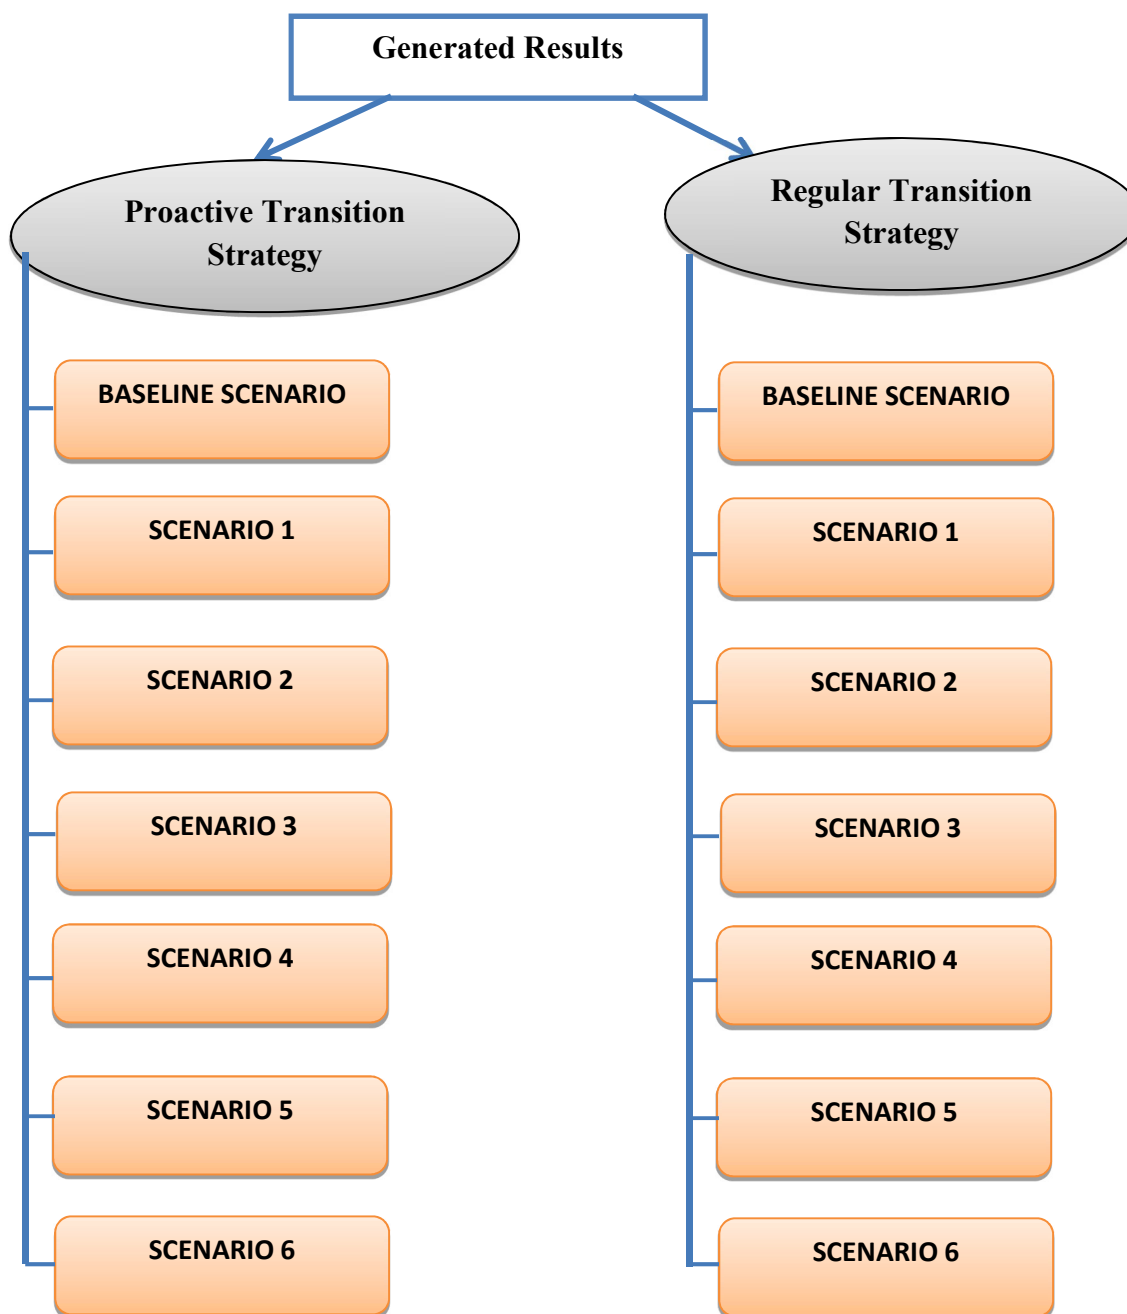 Generated Results
Proactive Transition
Strategy
BASELINE SCENARIO
SCENARIO 1
SCENARIO 2
SCENARIO 3
SCENARIO 4
SCENARIO 5
SCENARIO 6
Regular Transition
Strategy
BASELINE SCENARIO
SCENARIO 1
SCENARIO 2
SCENARIO 3
SCENARIO 4
SCENARIO 5
SCENARIO 6